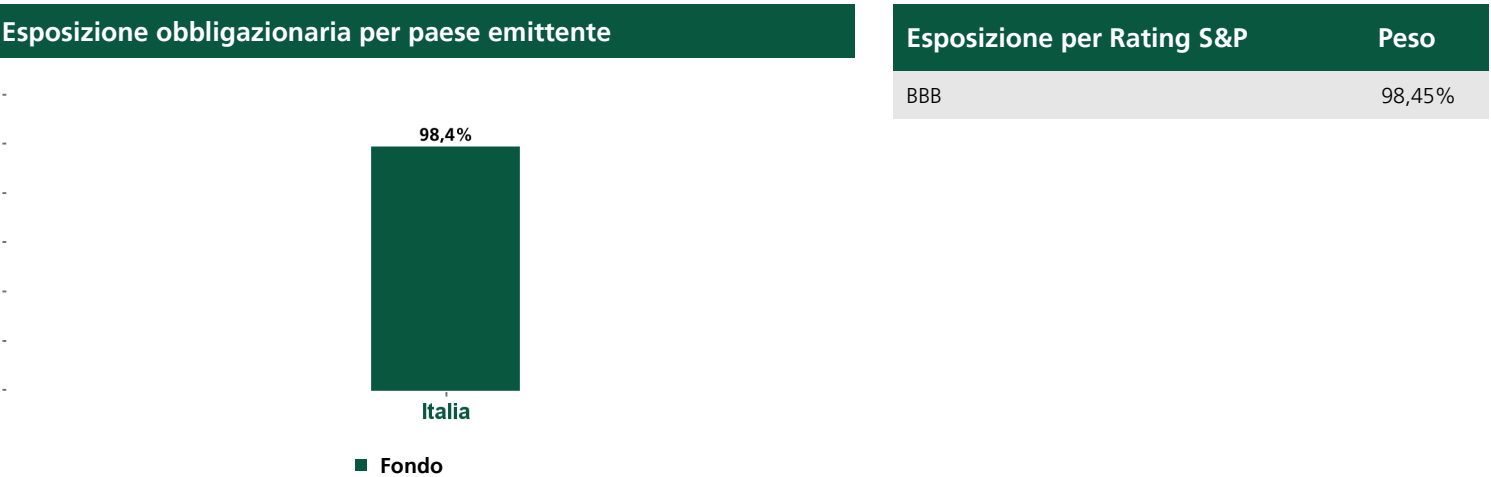 Esposizione obbligazionaria per paese emittente
-
-
-
-
-
-
-
98,4%
Italia
Fondo
Esposizione per Rating S&P Peso
BBB 98,45%